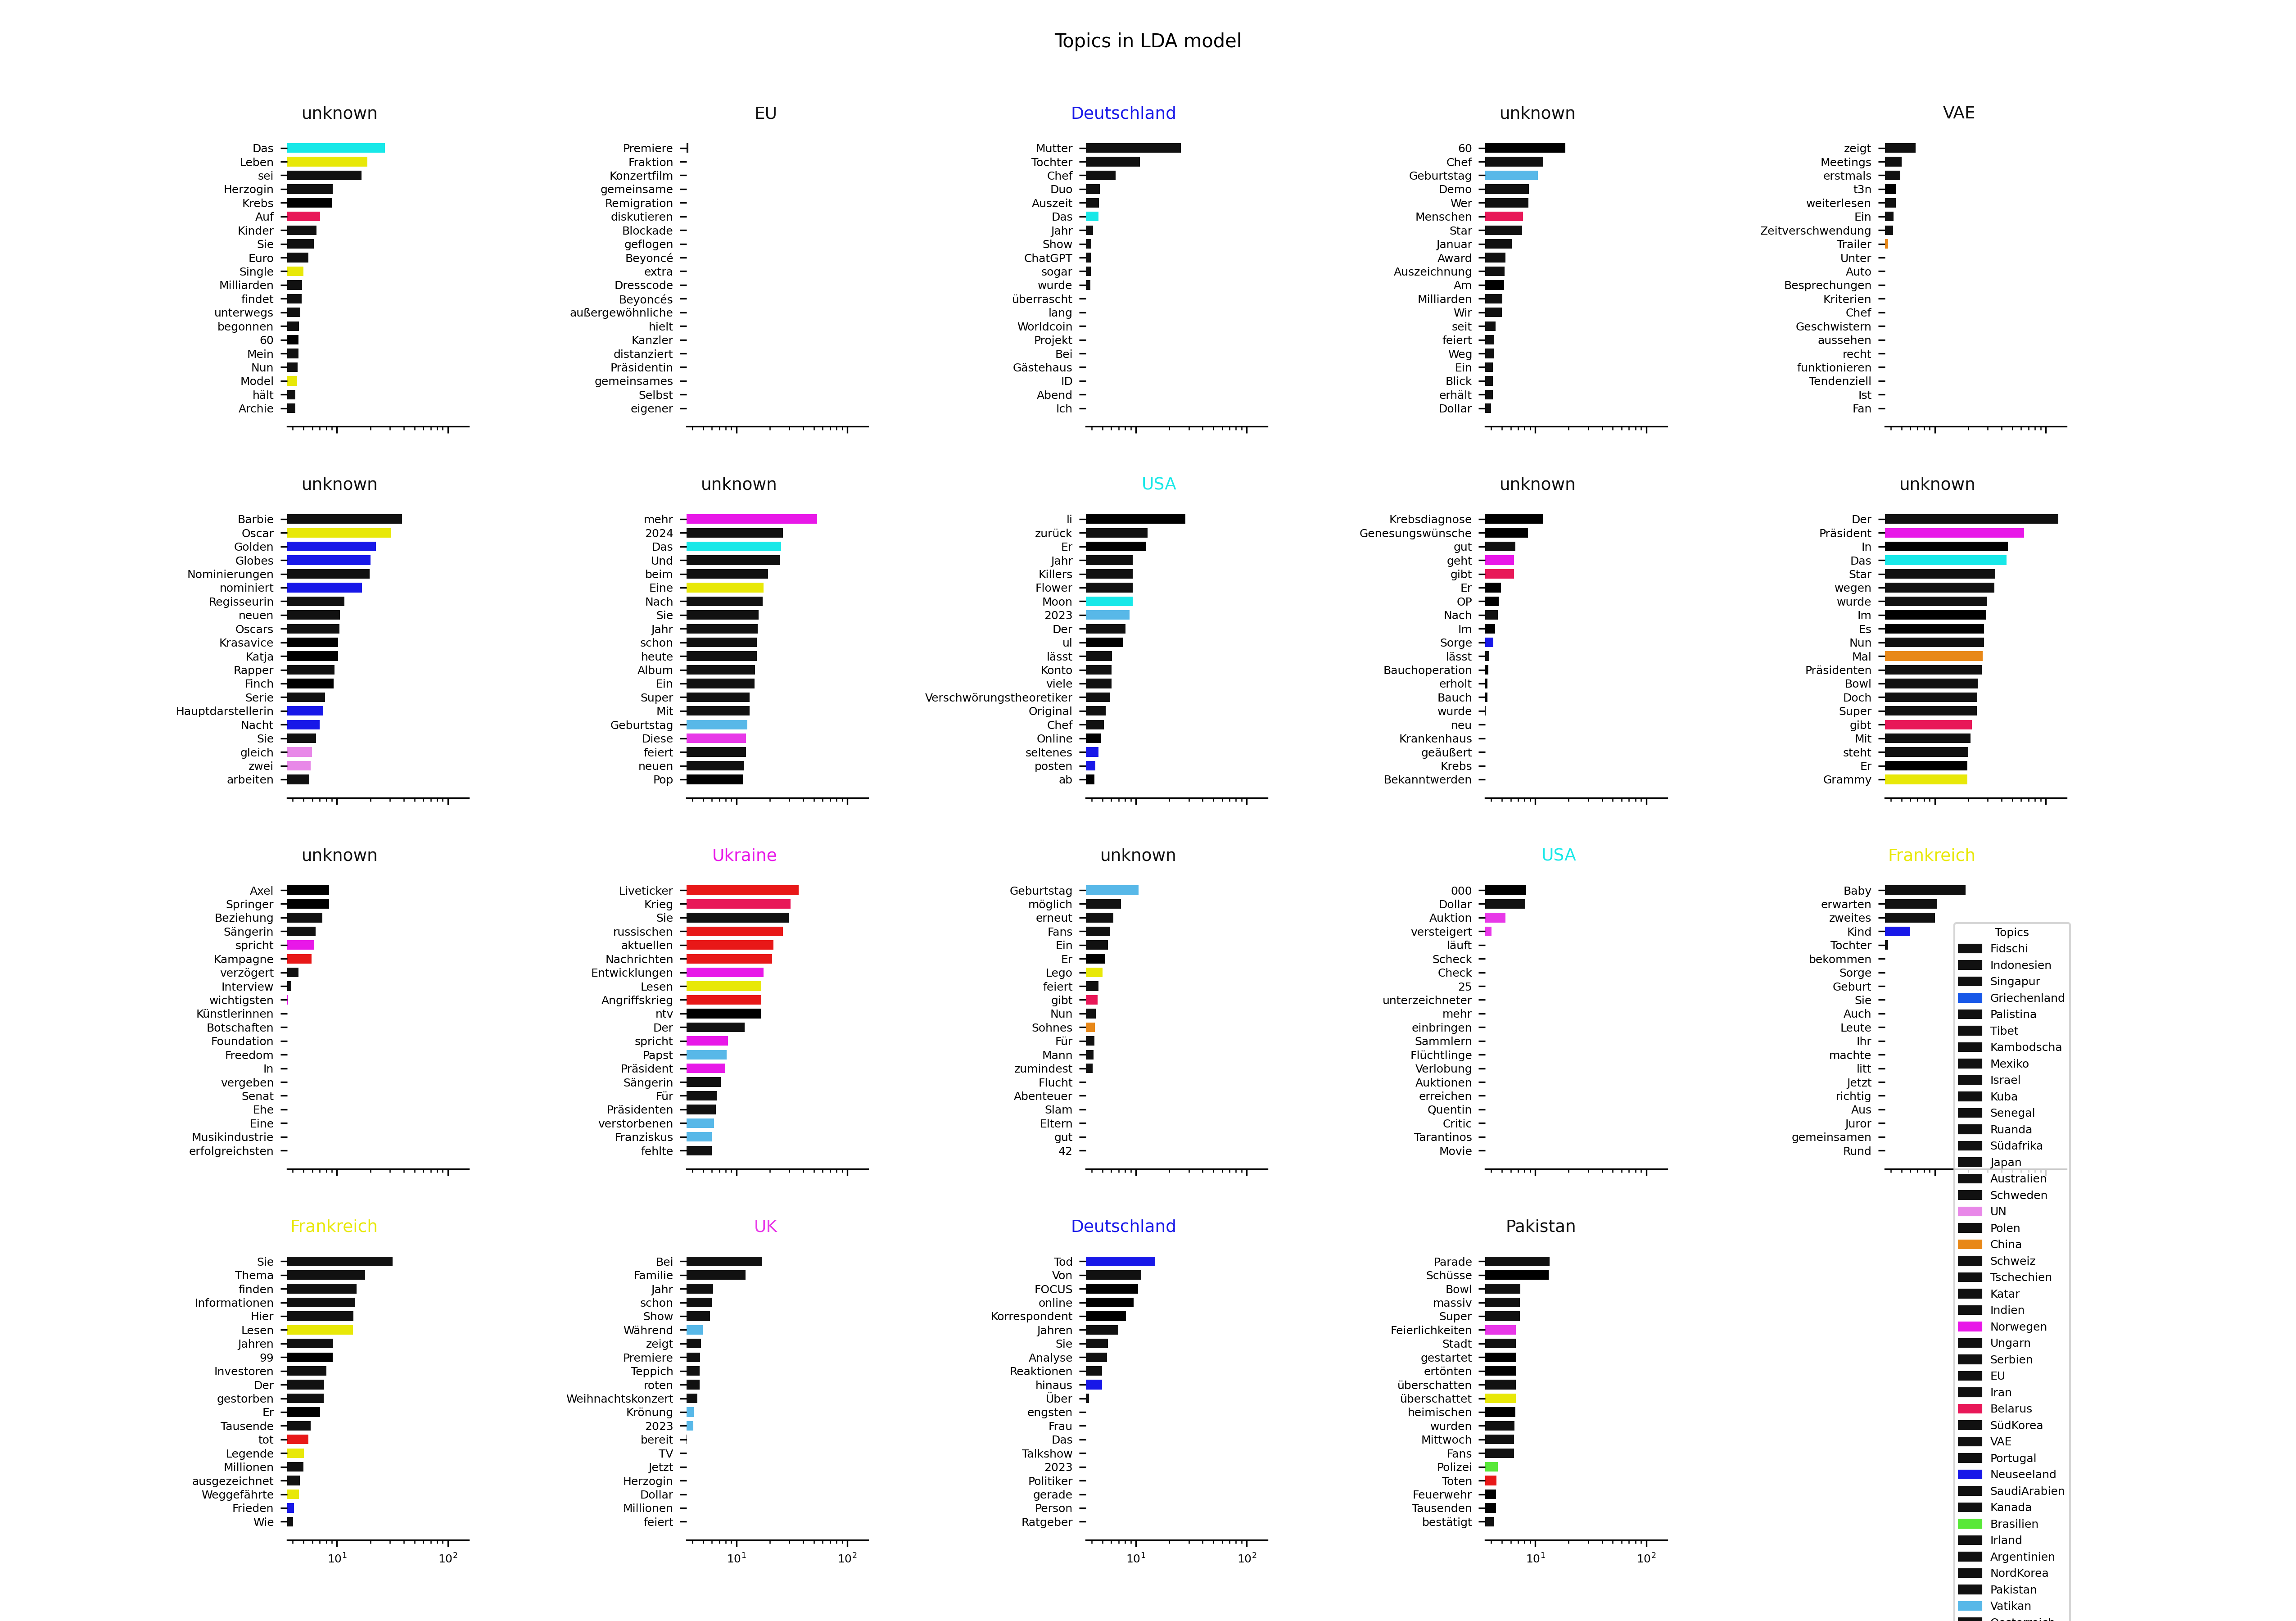 Topics in LDA model
unknown
Das
Leben
sei
Herzogin
Krebs
Auf
Kinder
Sie
Euro
Single
Milliarden
findet
unterwegs
begonnen
60
Mein
Nun
Model
hält
Archie
EU
Premiere
Fraktion
Konzertfilm
gemeinsame
Remigration
diskutieren
Blockade
geflogen
Beyoncé
extra
Dresscode
Beyoncés
außergewöhnliche
hielt
Kanzler
distanziert
Präsidentin
gemeinsames
Selbst
eigener
Deutschland
Mutter
Tochter
Chef
Duo
Auszeit
Das
Jahr
Show
ChatGPT
sogar
wurde
überrascht
lang
Worldcoin
Projekt
Bei
Gästehaus
ID
Abend
Ich
unknown
60
Chef
Geburtstag
Demo
Wer
Menschen
Star
Januar
Award
Auszeichnung
Am
Milliarden
Wir
seit
feiert
Weg
Ein
Blick
erhält
Dollar
VAE
zeigt
Meetings
erstmals
t3n
weiterlesen
Ein
Zeitverschwendung
Trailer
Unter
Auto
Besprechungen
Kriterien
Chef
Geschwistern
aussehen
recht
funktionieren
Tendenziell
Ist
Fan
unknown
Barbie
Oscar
Golden
Globes
Nominierungen
nominiert
Regisseurin
neuen
Oscars
Krasavice
Katja
Rapper
Finch
Serie
Hauptdarstellerin
Nacht
Sie
gleich
zwei
arbeiten
unknown
mehr
2024
Das
Und
beim
Eine
Nach
Sie
Jahr
schon
heute
Album
Ein
Super
Mit
Geburtstag
Diese
feiert
neuen
Pop
USA
li
zurück
Er
Jahr
Killers
Flower
Moon
2023
Der
ul
lässt
Konto
viele
Verschwörungstheoretiker
Original
Chef
Online
seltenes
posten
ab
unknown
Krebsdiagnose
Genesungswünsche
gut
geht
gibt
Er
OP
Nach
Im
Sorge
lässt
Bauchoperation
erholt
Bauch
wurde
neu
Krankenhaus
geäußert
Krebs
Bekanntwerden
unknown
Der
Präsident
In
Das
Star
wegen
wurde
Im
Es
Nun
Mal
Präsidenten
Bowl
Doch
Super
gibt
Mit
steht
Er
Grammy
unknown
Axel
Springer
Beziehung
Sängerin
spricht
Kampagne
verzögert
Interview
wichtigsten
Künstlerinnen
Botschaften
Foundation
Freedom
In
vergeben
Senat
Ehe
Eine
Musikindustrie
erfolgreichsten
Ukraine
Liveticker
Krieg
Sie
russischen
aktuellen
Nachrichten
Entwicklungen
Lesen
Angriffskrieg
ntv
Der
spricht
Papst
Präsident
Sängerin
Für
Präsidenten
verstorbenen
Franziskus
fehlte
unknown
Geburtstag
möglich
erneut
Fans
Ein
Er
Lego
feiert
gibt
Nun
Sohnes
Für
Mann
zumindest
Flucht
Abenteuer
Slam
Eltern
gut
42
USA
000
Dollar
Auktion
versteigert
läuft
Scheck
Check
25
unterzeichneter
mehr
einbringen
Sammlern
Flüchtlinge
Verlobung
Auktionen
erreichen
Quentin
Critic
Tarantinos
Movie
Frankreich
Baby
erwarten
zweites
Kind
Tochter
bekommen
Sorge
Geburt
Sie
Auch
Leute
Ihr
machte
litt
Jetzt
richtig
Aus
Juror
gemeinsamen
Rund
Frankreich
Sie
Thema
finden
Informationen
Hier
Lesen
Jahren
99
Investoren
Der
gestorben
Er
Tausende
tot
Legende
Millionen
ausgezeichnet
Weggefährte
Frieden
Wie
10¹ 10²
UK
Bei
Familie
Jahr
schon
Show
Während
zeigt
Premiere
Teppich
roten
Weihnachtskonzert
Krönung
2023
bereit
TV
Jetzt
Herzogin
Dollar
Millionen
feiert
10¹ 10²
Deutschland
Tod
Von
FOCUS
online
Korrespondent
Jahren
Sie
Analyse
Reaktionen
hinaus
Über
engsten
Frau
Das
Talkshow
2023
Politiker
gerade
Person
Ratgeber
10¹ 10²
Pakistan
Parade
Schüsse
Bowl
massiv
Super
Feierlichkeiten
Stadt
gestartet
ertönten
überschatten
überschattet
heimischen
wurden
Mittwoch
Fans
Polizei
Toten
Feuerwehr
Tausenden
bestätigt
10¹ 10²
Topics
Fidschi
Indonesien
Singapur
Griechenland
Palistina
Tibet
Kambodscha
Mexiko
Israel
Kuba
Senegal
Ruanda
Südafrika
Japan
Australien
Schweden
UN
Polen
China
Schweiz
Tschechien
Katar
Indien
Norwegen
Ungarn
Serbien
EU
Iran
Belarus
SüdKorea
VAE
Portugal
Neuseeland
SaudiArabien
Kanada
Brasilien
Irland
Argentinien
NordKorea
Pakistan
Vatikan